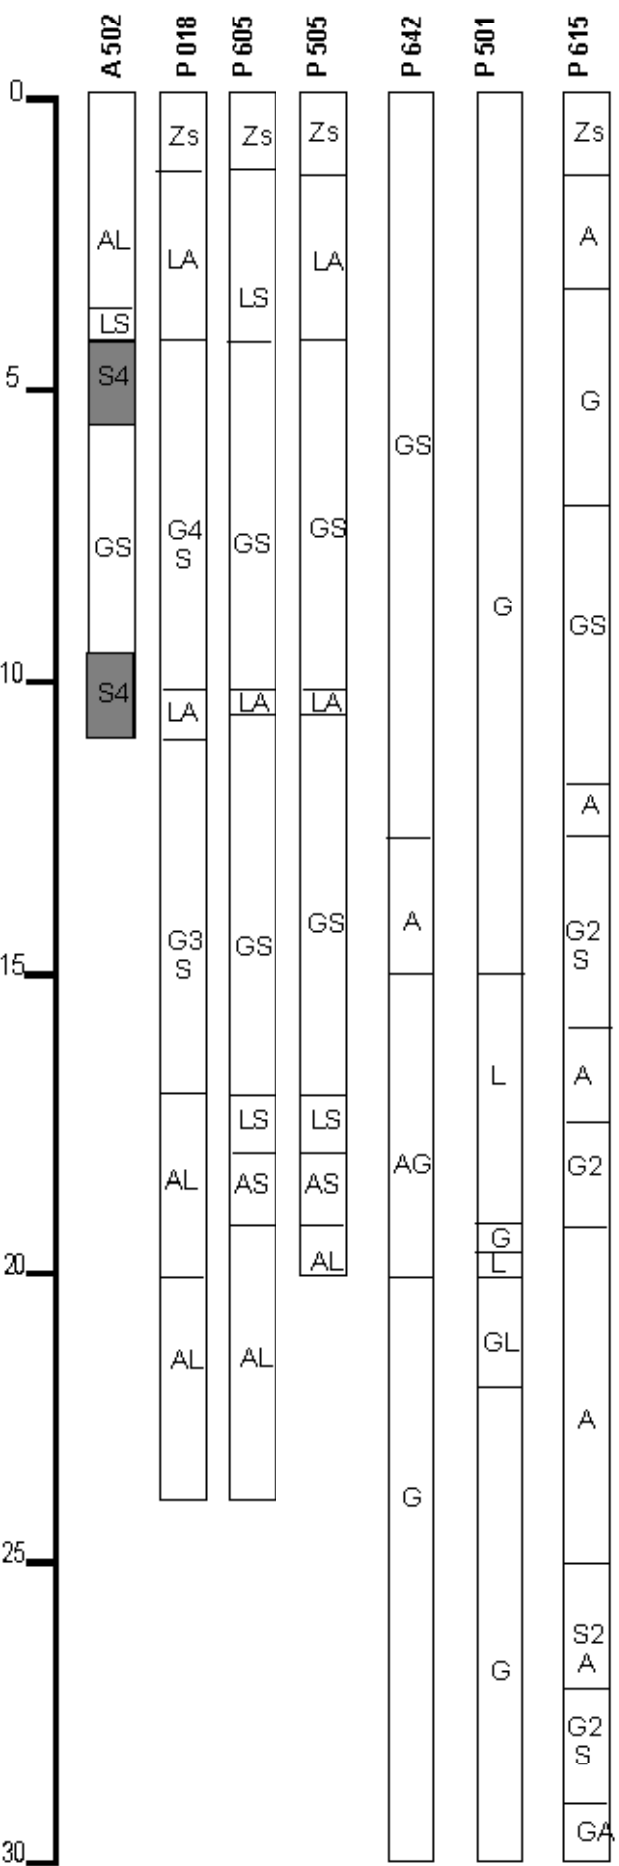 A 502
P 018
P 605
P 505
P 642
P 501
P 615
0
5
10
15
20
25
30
AL
LS
S4
GS
S4
Zs
LA
G4
S
LA
G3
S
AL
AL
Zs
LS
GS
LA
GS
LS
AS
AL
Zs
LA
GS
LA
GS
LS
AS
AL
GS
A
AG
G
G
L
G
L
GL
G
Zs
A
G
GS
A
G2
S
A
G2
A
S2
A
G2
S
GA